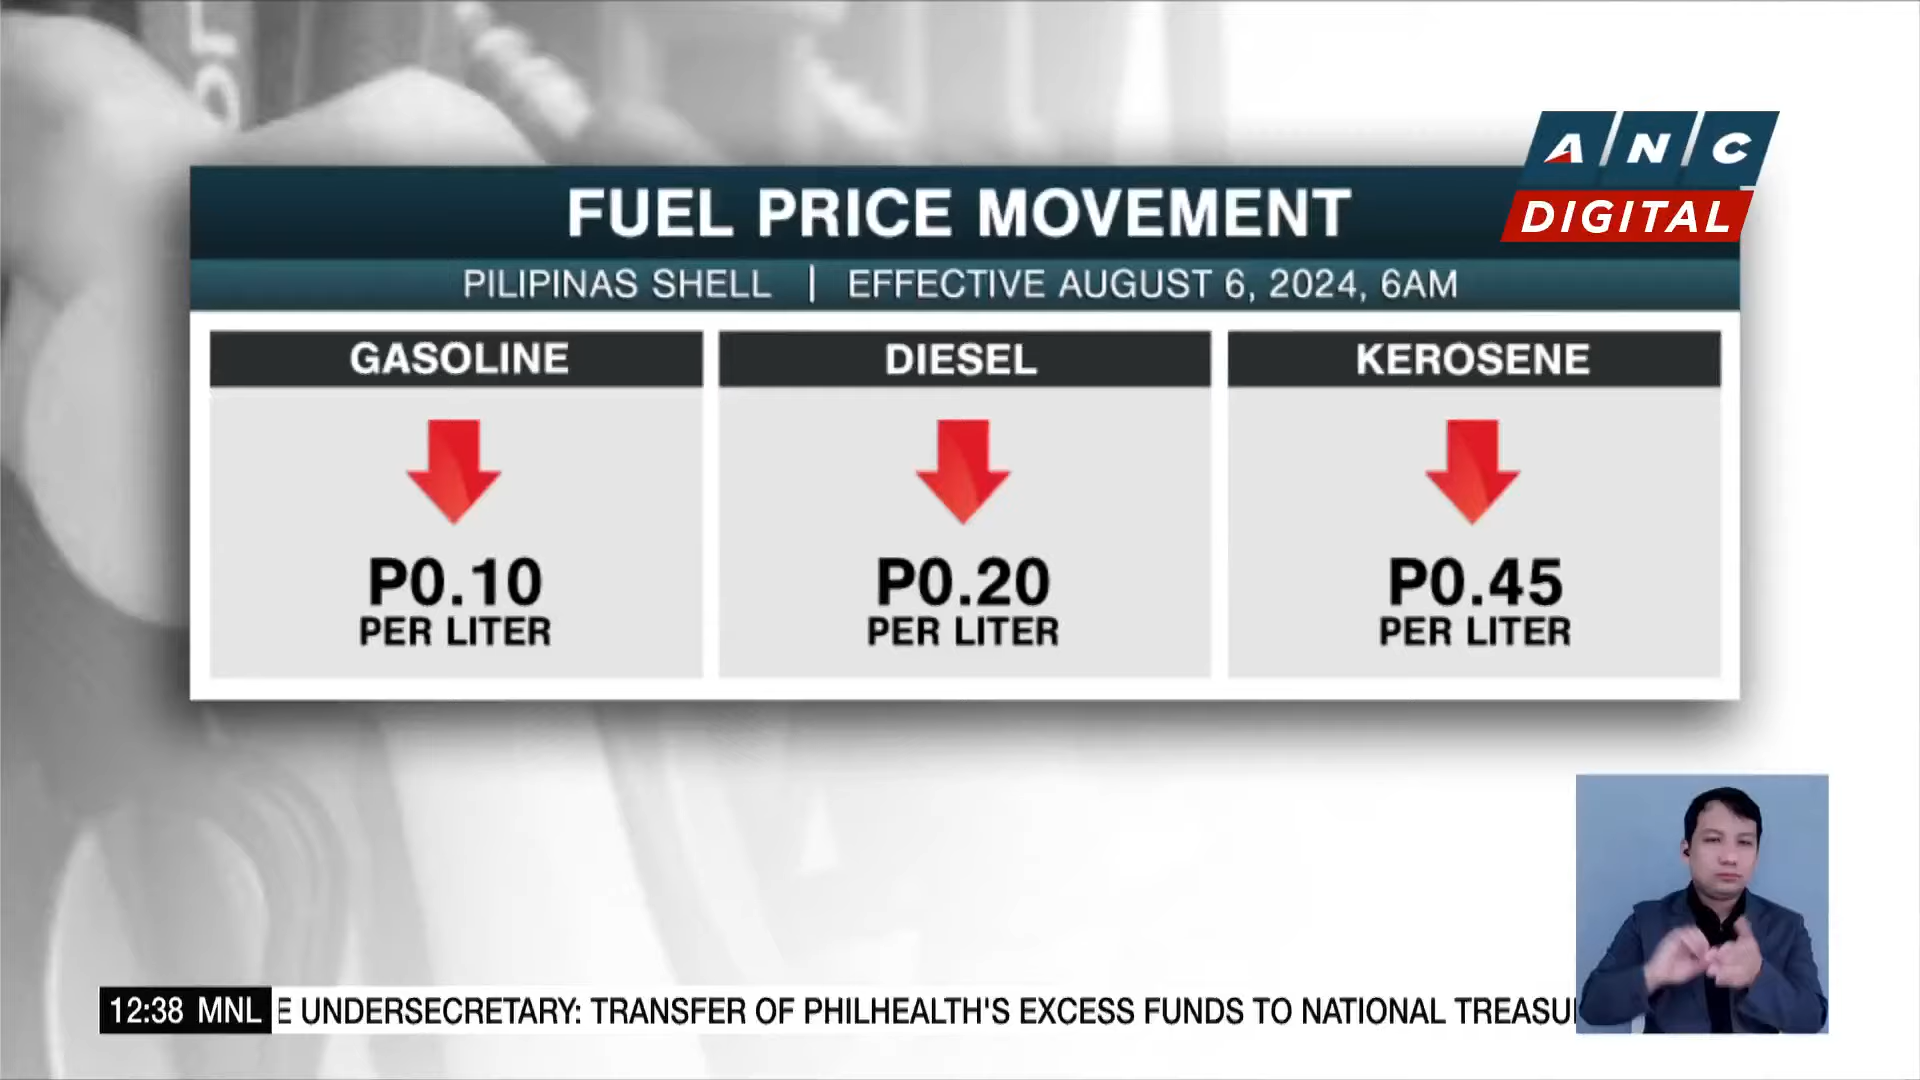 ANC
DIGITAL
FUEL PRICE MOVEMENT
PILIPINAS SHELL | EFFECTIVE AUGUST 6, 2024, 6AM
GASOLINE
P0.10
PER LITER
DIESEL
P0.20
PER LITER
KEROSENE
P0.45
PER LITER
12:38 MNL
E UNDERSECRETARY: TRANSFER OF PHILHEALTH'S EXCESS FUNDS TO NATIONAL TREASU